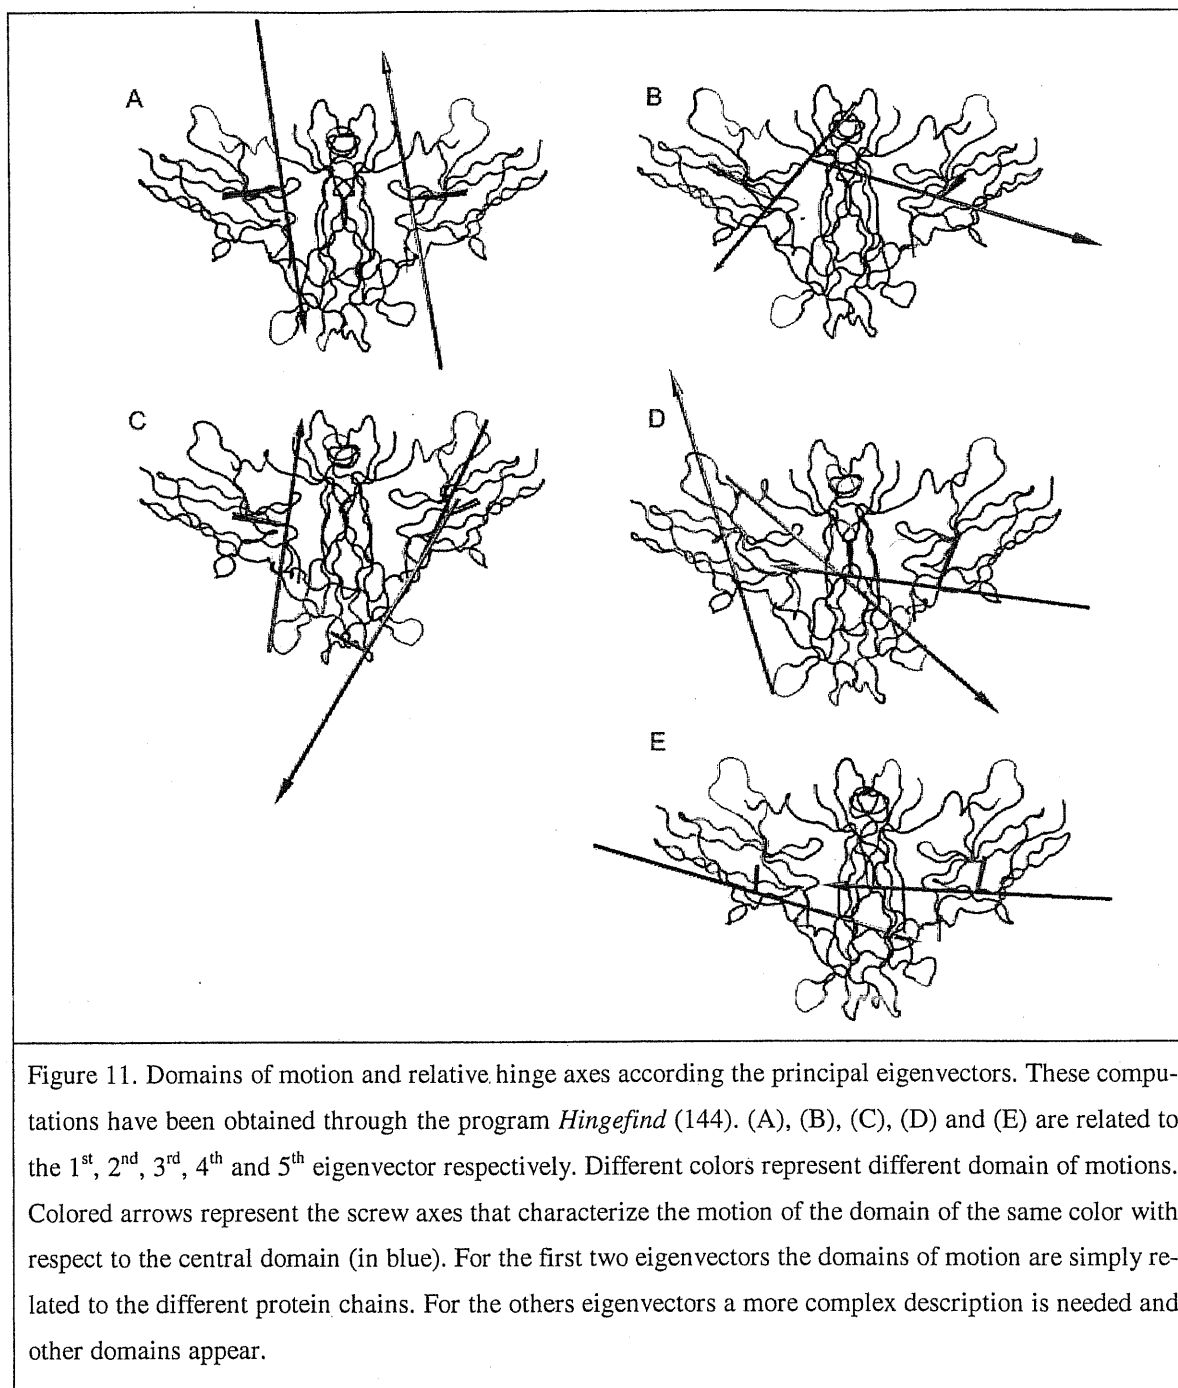 A
B
C
D
E
Figure 11. Domains of motion and relative hinge axes according the principal eigenvectors. These compu-
tations have been obtained through the program Hingefind (144). (A), (B), (C), (D) and (E) are related to
the 1st, 2nd, 3rd, 4th and 5th eigenvector respectively. Different colors represent different domain of motions.
Colored arrows represent the screw axes that characterize the motion of the domain of the same color with
respect to the central domain (in blue). For the first two eigenvectors the domains of motion are simply re-
lated to the different protein chains. For the others eigenvectors a more complex description is needed and
other domains appear.